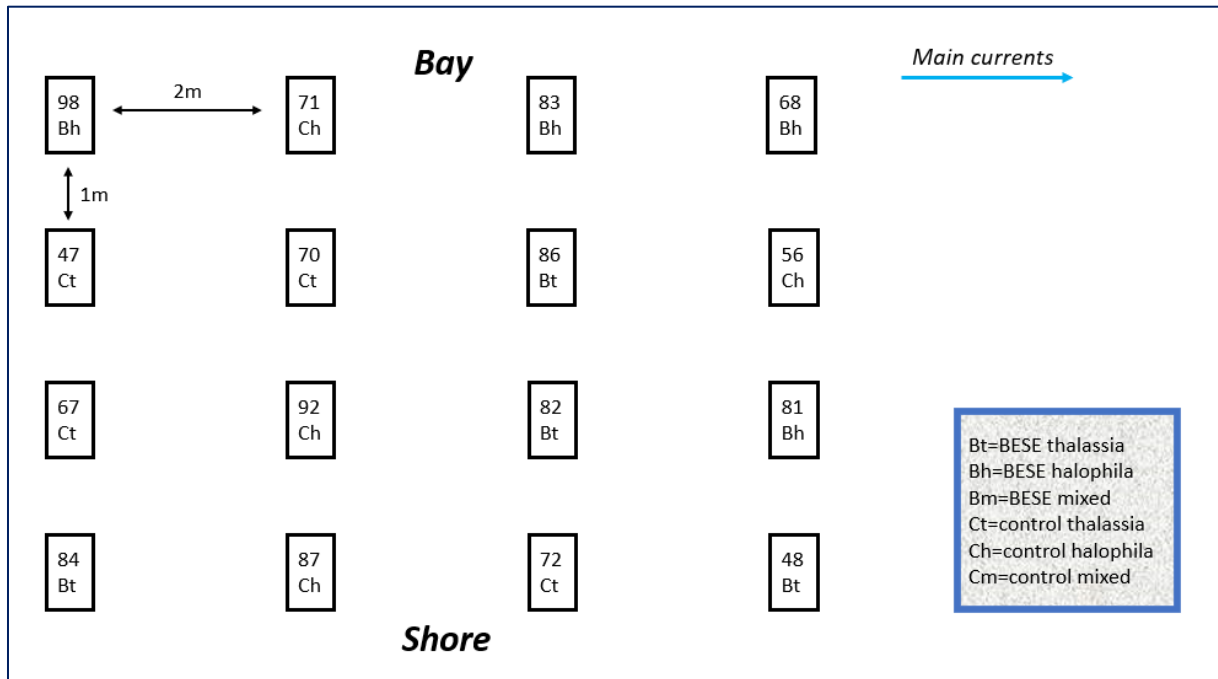 Bay
Main currents
98
Bh
2m
71
Ch
83
Bh
68
Bh
1m
47
Ct
70
Ct
86
Bt
56
Ch
67
Ct
92
Ch
82
Bt
81
Bh
84
Bt
87
Ch
72
Ct
48
Bt
Bt=BESE thalassia
Bh=BESE halophila
Bm=BESE mixed
Ct=control thalassia
Ch=control halophila
Cm=control mixed
Shore